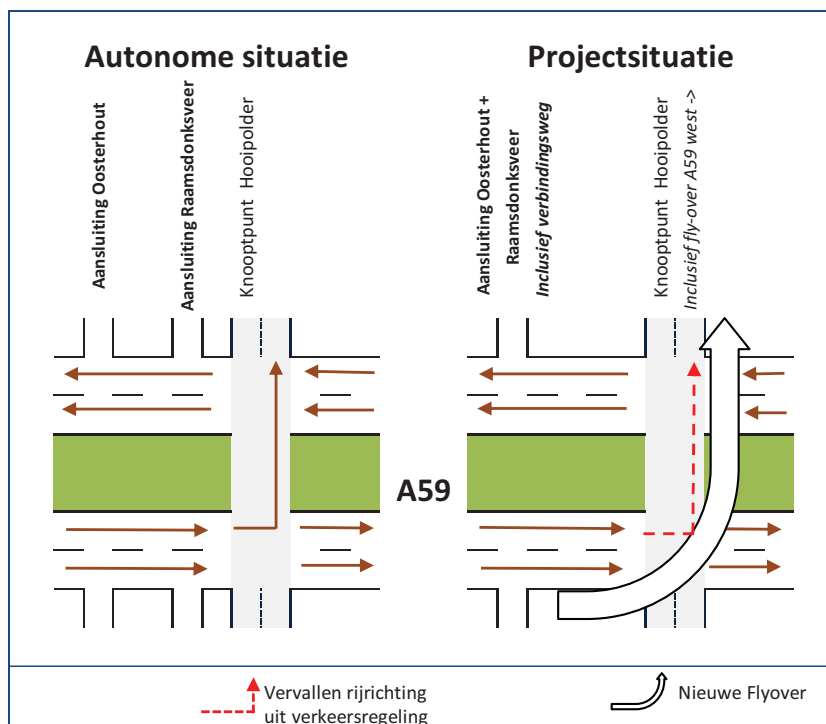 Autonome situatie
Projectsituatie
Aansluiting Oosterhout
Aansluiting Raamsdonksveer
Knooptpunt Hooipolder
Aansluiting Oosterhout +
Raamsdonksveer
Inclusief verbindingsweg
Knooptpunt Hooipolder
Inclusief fly-over A59 west ->
A59
Vervallen rijrichting
uit verkeersregeling
Nieuwe Flyover